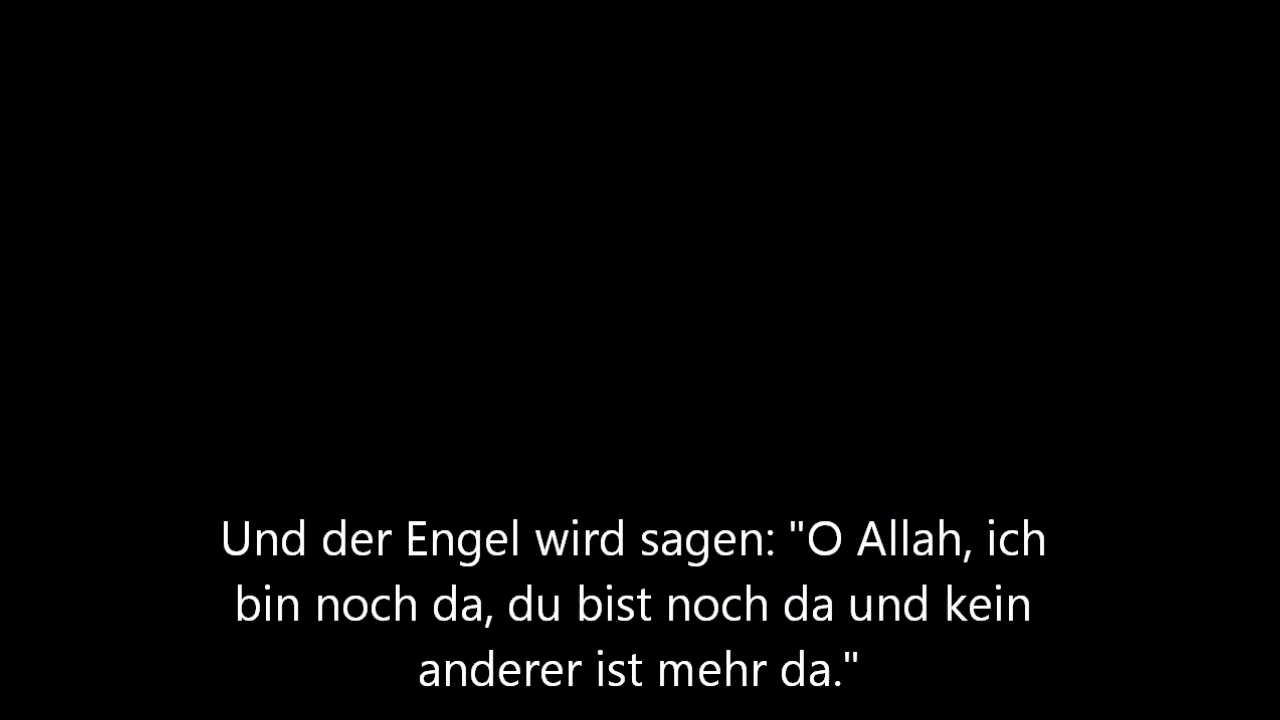 Und der Engel wird sagen: "O Allah, ich
bin noch da, du bist noch da und kein
anderer ist mehr da."